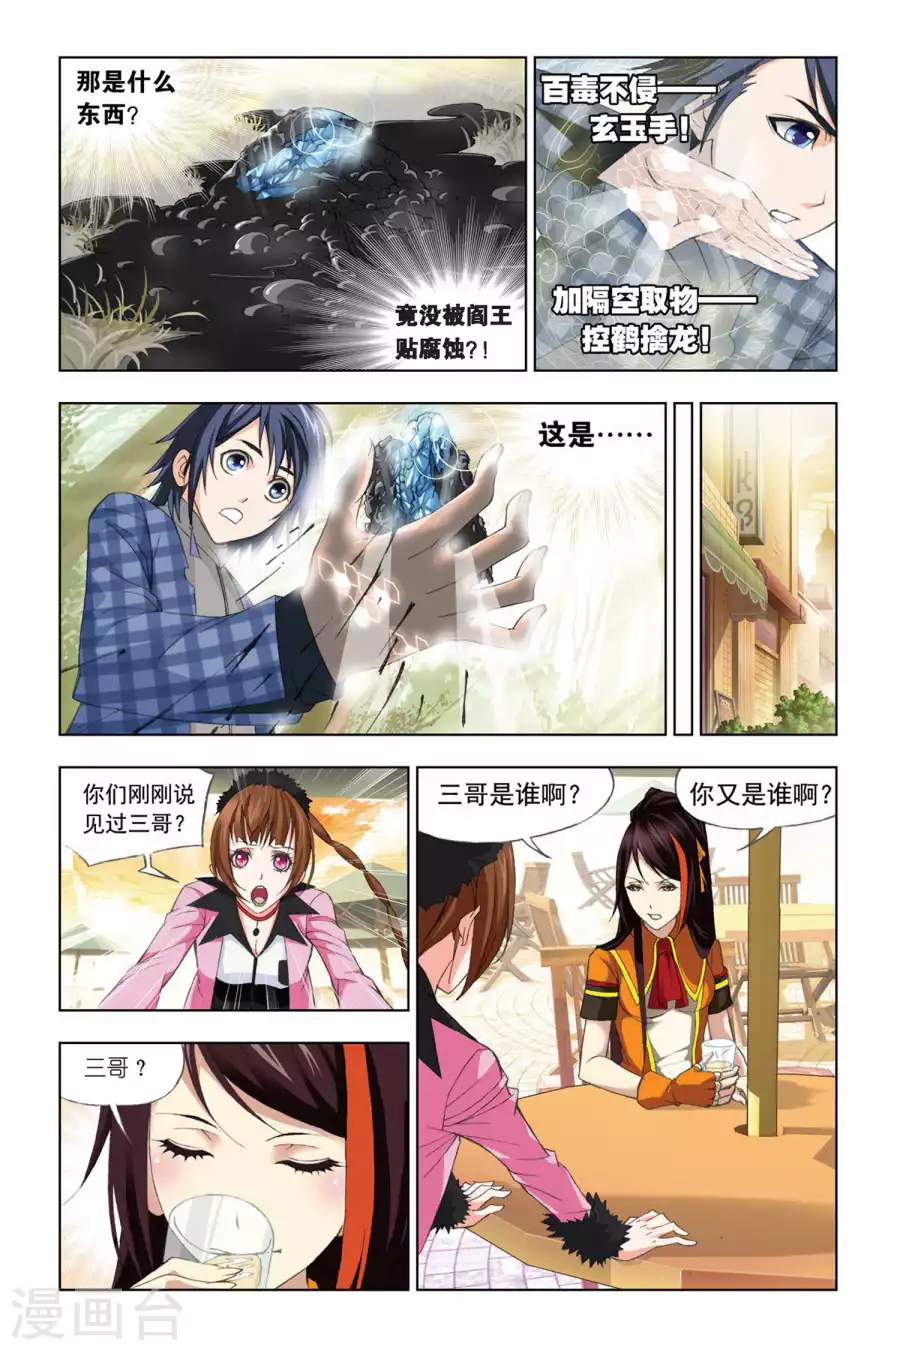 那是什么
东西？
竟没被阎王
贴腐蚀？！
百毒不侵——
玄玉手！
加隔空取物——
控鹤擒龙！
这是……
你们刚刚说
见过三哥？
三哥？
三哥是谁啊？
你又是谁啊？
漫画台